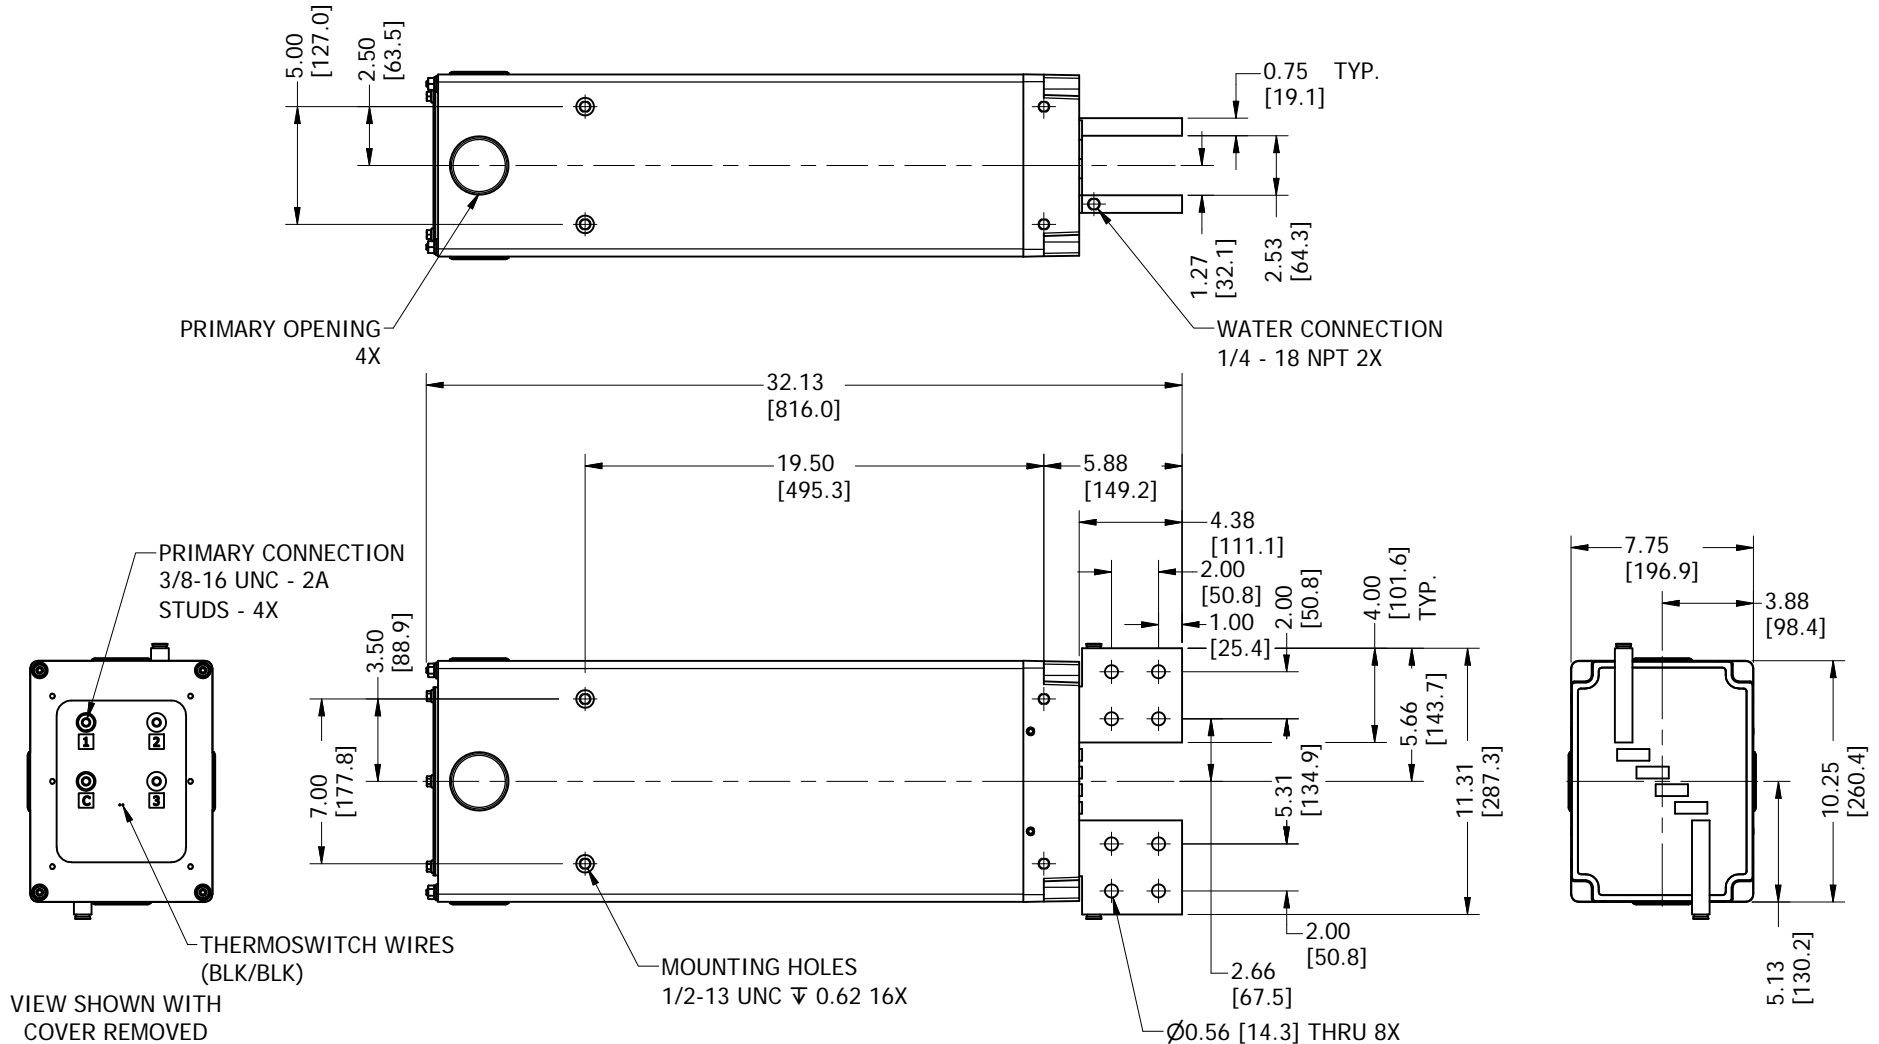 5.00
[127.0]
2.50
[63.5]
0.75 TYP.
[19.1]
1.27
[32.1]
2.53
[64.3]
PRIMARY OPENING
4X
WATER CONNECTION
1/4 - 18 NPT 2X
32.13
[816.0]
19.50
[495.3]
5.88
[149.2]
4.38
[111.1]
2.00
[50.8]
1.00
[25.4]
2.00
[50.8]
4.00
[101.6]
TYP.
7.75
[196.9]
3.88
[98.4]
PRIMARY CONNECTION
3/8-16 UNC - 2A
STUDS - 4X
3.50
[88.9]
7.00
[177.8]
1
2
C
3
5.66
[143.7]
5.31
[134.9]
11.31
[287.3]
10.25
[260.4]
5.13
[130.2]
2.00
[50.8]
2.66
[67.5]
THERMOSWITCH WIRES
(BLK/BLK)
MOUNTING HOLES
1/2-13 UNC ↧ 0.62 16X
Ø0.56 [14.3] THRU 8X
VIEW SHOWN WITH
COVER REMOVED